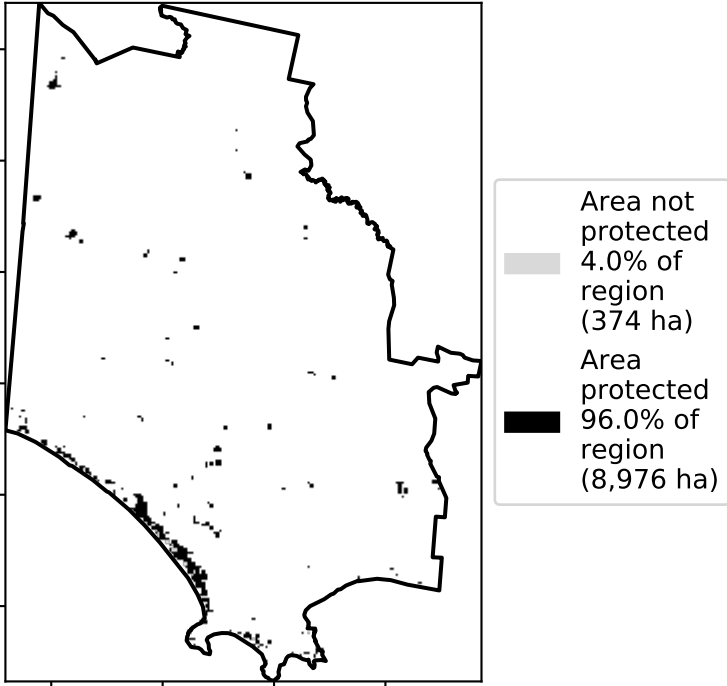 Area not
protected
4.0% of
region
(374 ha)
Area
protected
96.0% of
region
(8,976 ha)